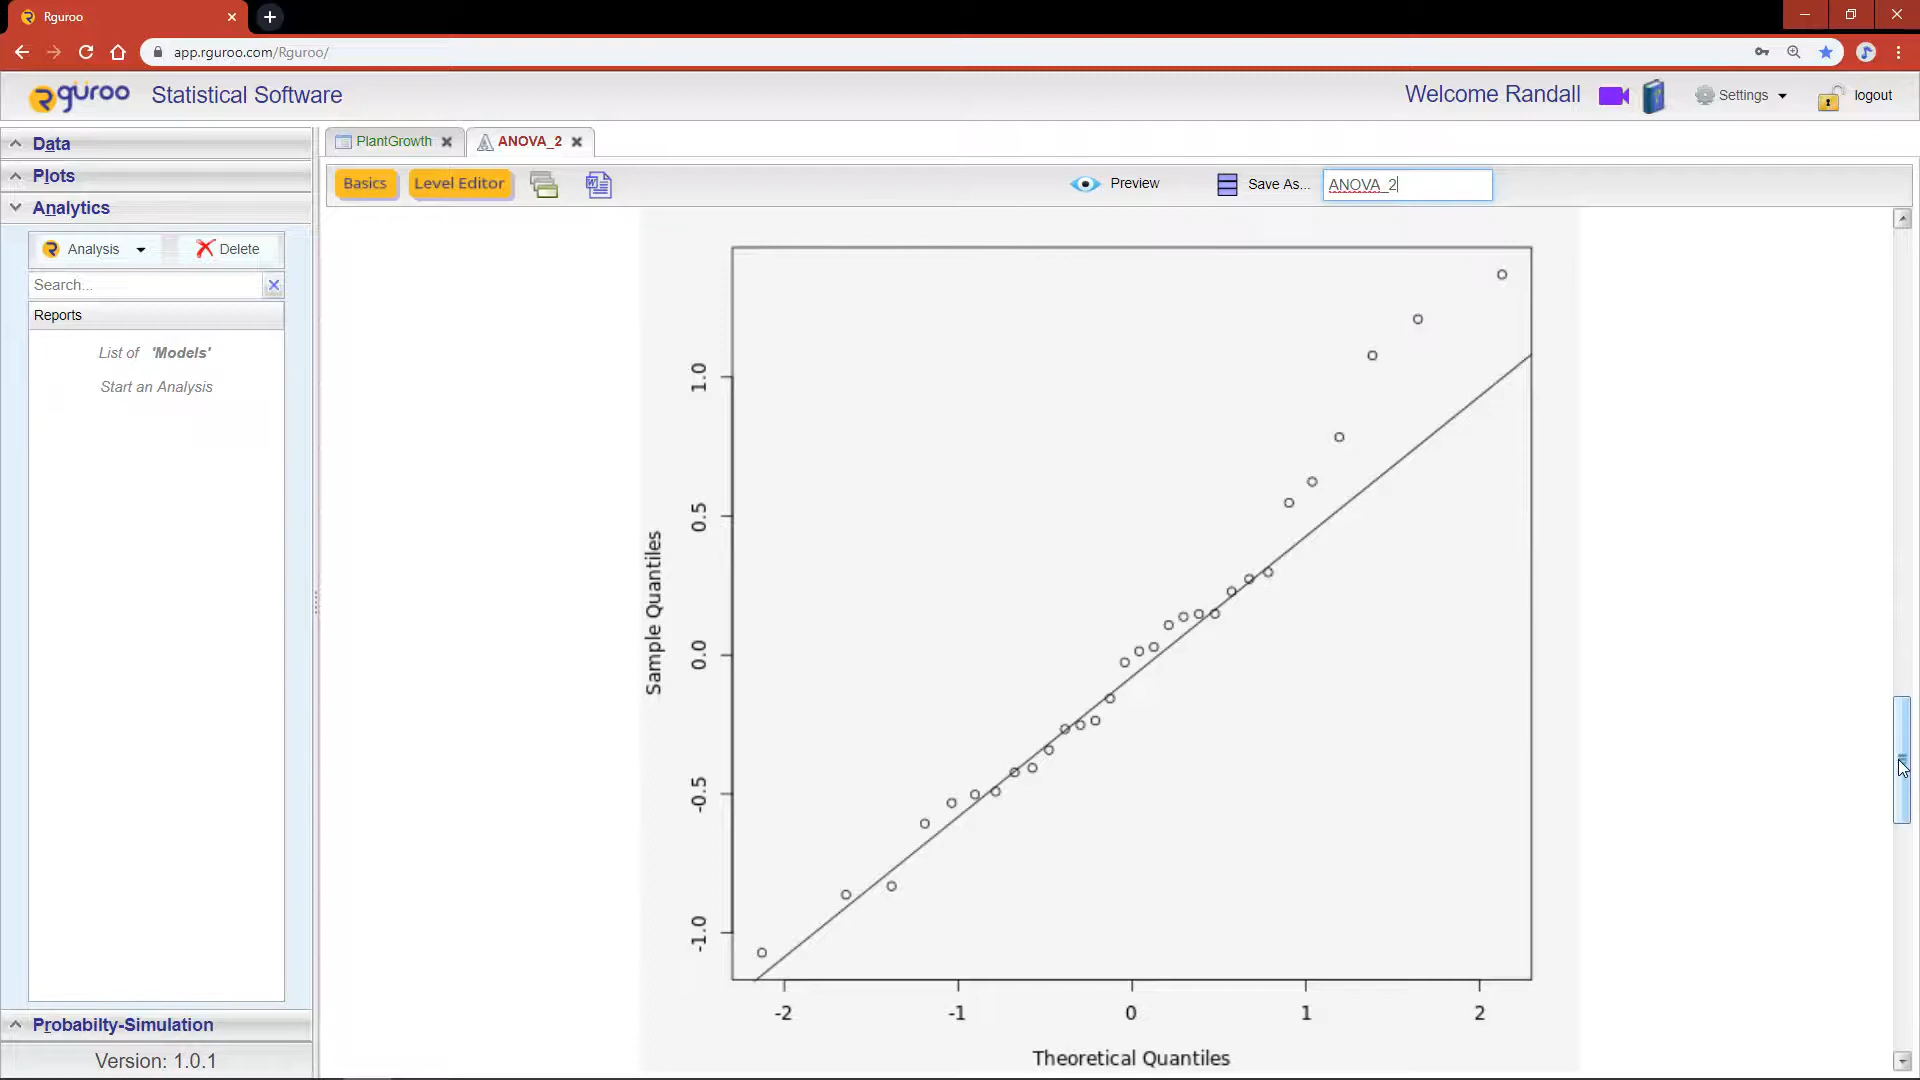 Rguroo
app.rguroo.com/Rguroo/
Rguroo Statistical Software
Welcome Randall
Settings
logout
Data
Plots
Analytics
Analysis
Delete
Search...
Reports
List of 'Models'
Start an Analysis
Probabilty-Simulation
Version: 1.0.1
PlantGrowth
ANOVA_2
Basics
Level Editor
Preview
Save As...
ANOVA_2
Sample Quantiles
1.0
0.5
0.0
-0.5
-1.0
-2 -1 0 1 2
Theoretical Quantiles